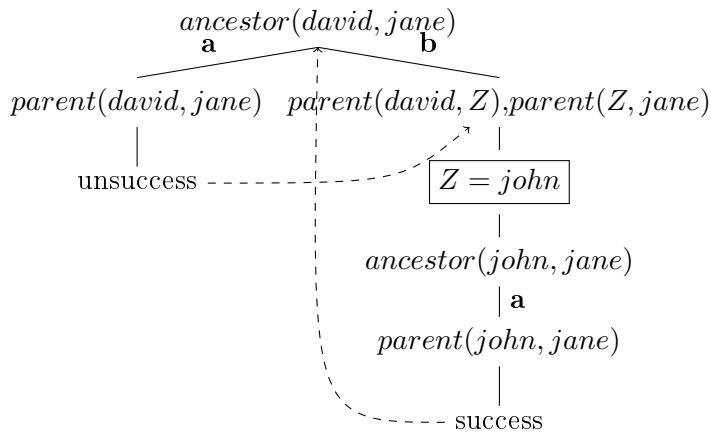 ancestor(david, jane)
a b
parent(david, jane) parent(david, Z),parent(Z, jane)
unsuccess
Z = john
ancestor(john, jane)
a
parent(john, jane)
success